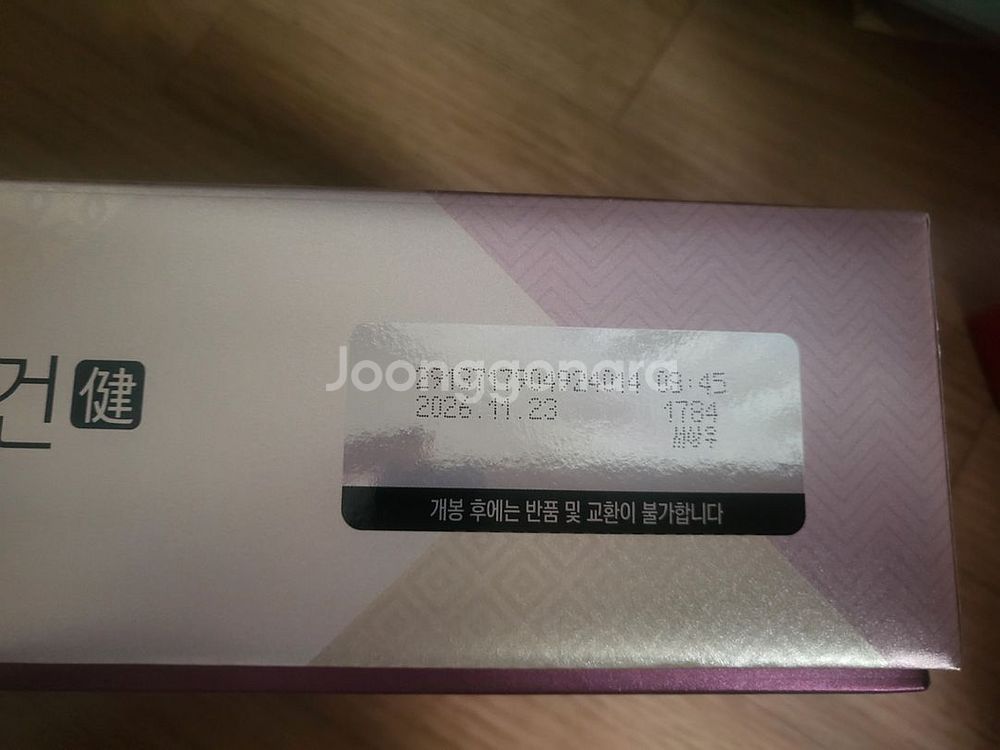 건 健
Joonggonara
08:45
2026.11.23 1784
개봉 후에는 반품 및 교환이 불가합니다